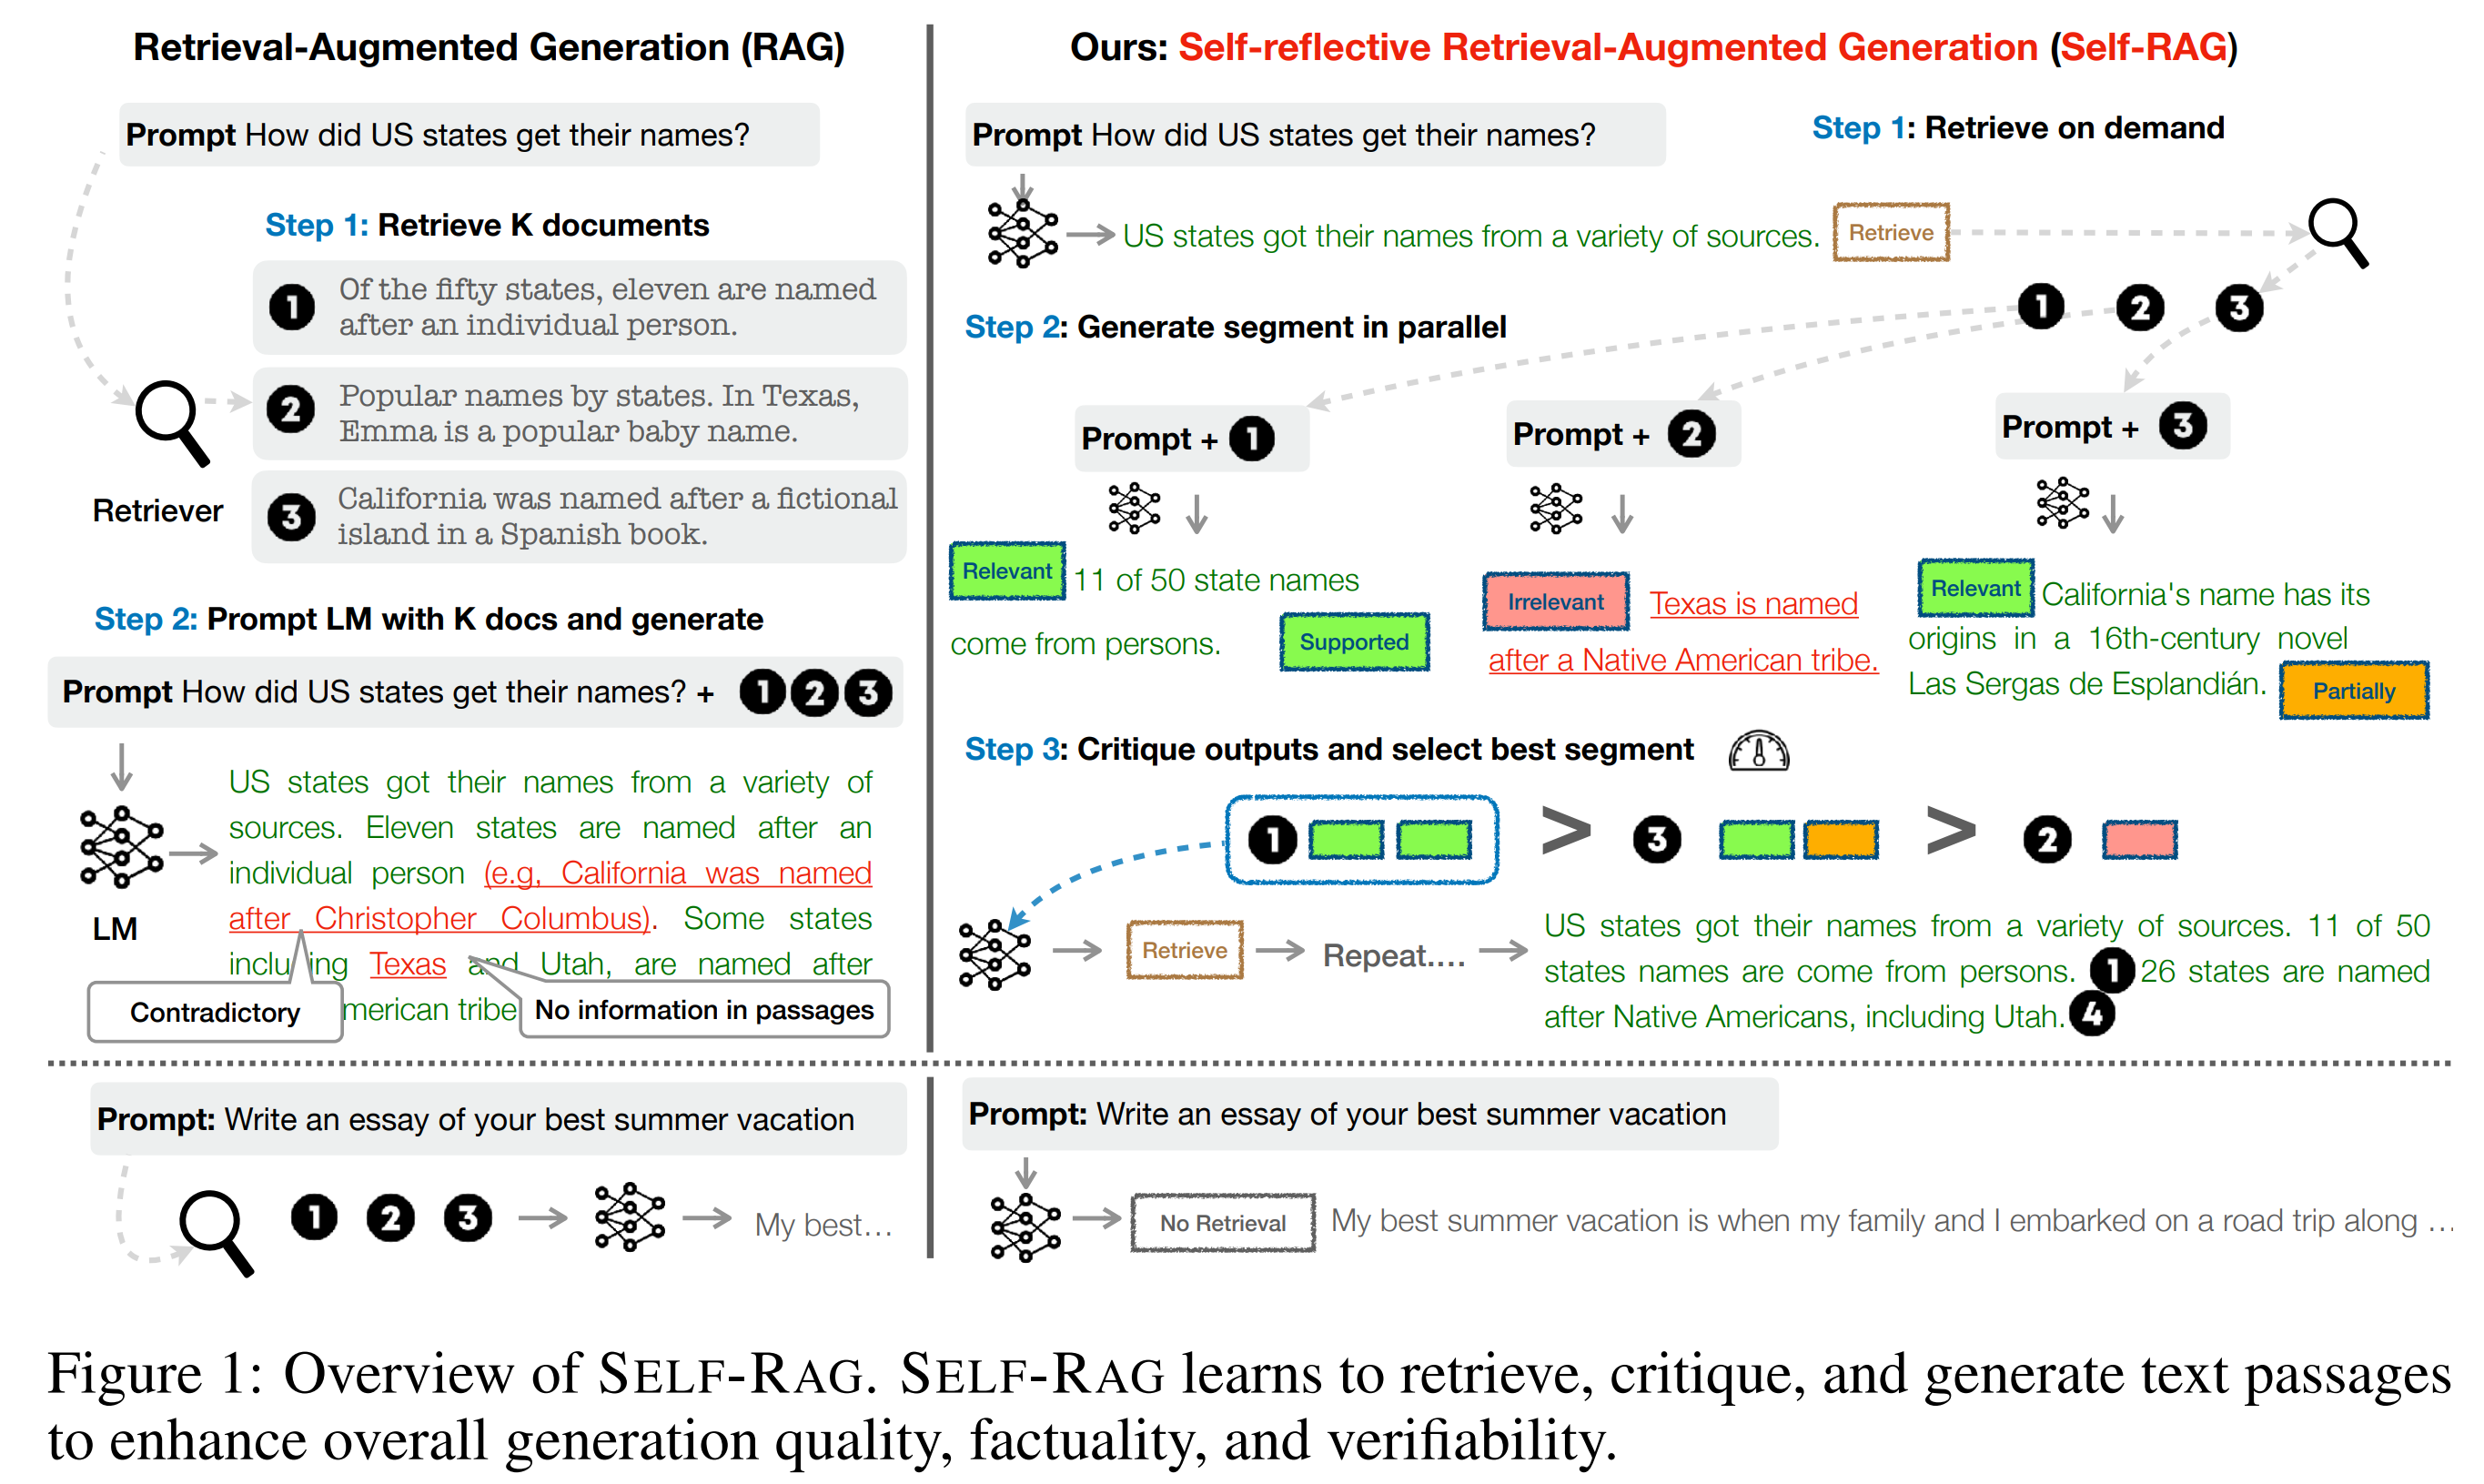 Retrieval-Augmented Generation (RAG)
Prompt How did US states get their names?
Step 1: Retrieve K documents
1 Of the fifty states, eleven are named
after an individual person.
2 Popular names by states. In Texas,
Emma is a popular baby name.
3 California was named after a fictional
island in a Spanish book.
Retriever
Step 2: Prompt LM with K docs and generate
Prompt How did US states get their names? + 1 2 3
LM
US states got their names from a variety of
sources. Eleven states are named after an
individual person (e.g, California was named
after Christopher Columbus). Some states
including Texas and Utah, are named after
merican tribe
Contradictory
No information in passages
Ours: Self-reflective Retrieval-Augmented Generation (Self-RAG)
Prompt How did US states get their names?
Step 1: Retrieve on demand
US states got their names from a variety of sources. Retrieve
1 2 3
Step 2: Generate segment in parallel
Prompt + 1
Relevant 11 of 50 state names
come from persons. Supported
Prompt + 2
Irrelevant Texas is named
after a Native American tribe.
Prompt + 3
Relevant California's name has its
origins in a 16th-century novel
Las Sergas de Esplandián. Partially
Step 3: Critique outputs and select best segment
1 > 3 > 2
Retrieve Repeat....
US states got their names from a variety of sources. 11 of 50
states names are come from persons. 1 26 states are named
after Native Americans, including Utah. 4
Prompt: Write an essay of your best summer vacation
1 2 3 My best...
Prompt: Write an essay of your best summer vacation
No Retrieval My best summer vacation is when my family and I embarked on a road trip along ...
Figure 1: Overview of SELF-RAG. SELF-RAG learns to retrieve, critique, and generate text passages
to enhance overall generation quality, factuality, and verifiability.